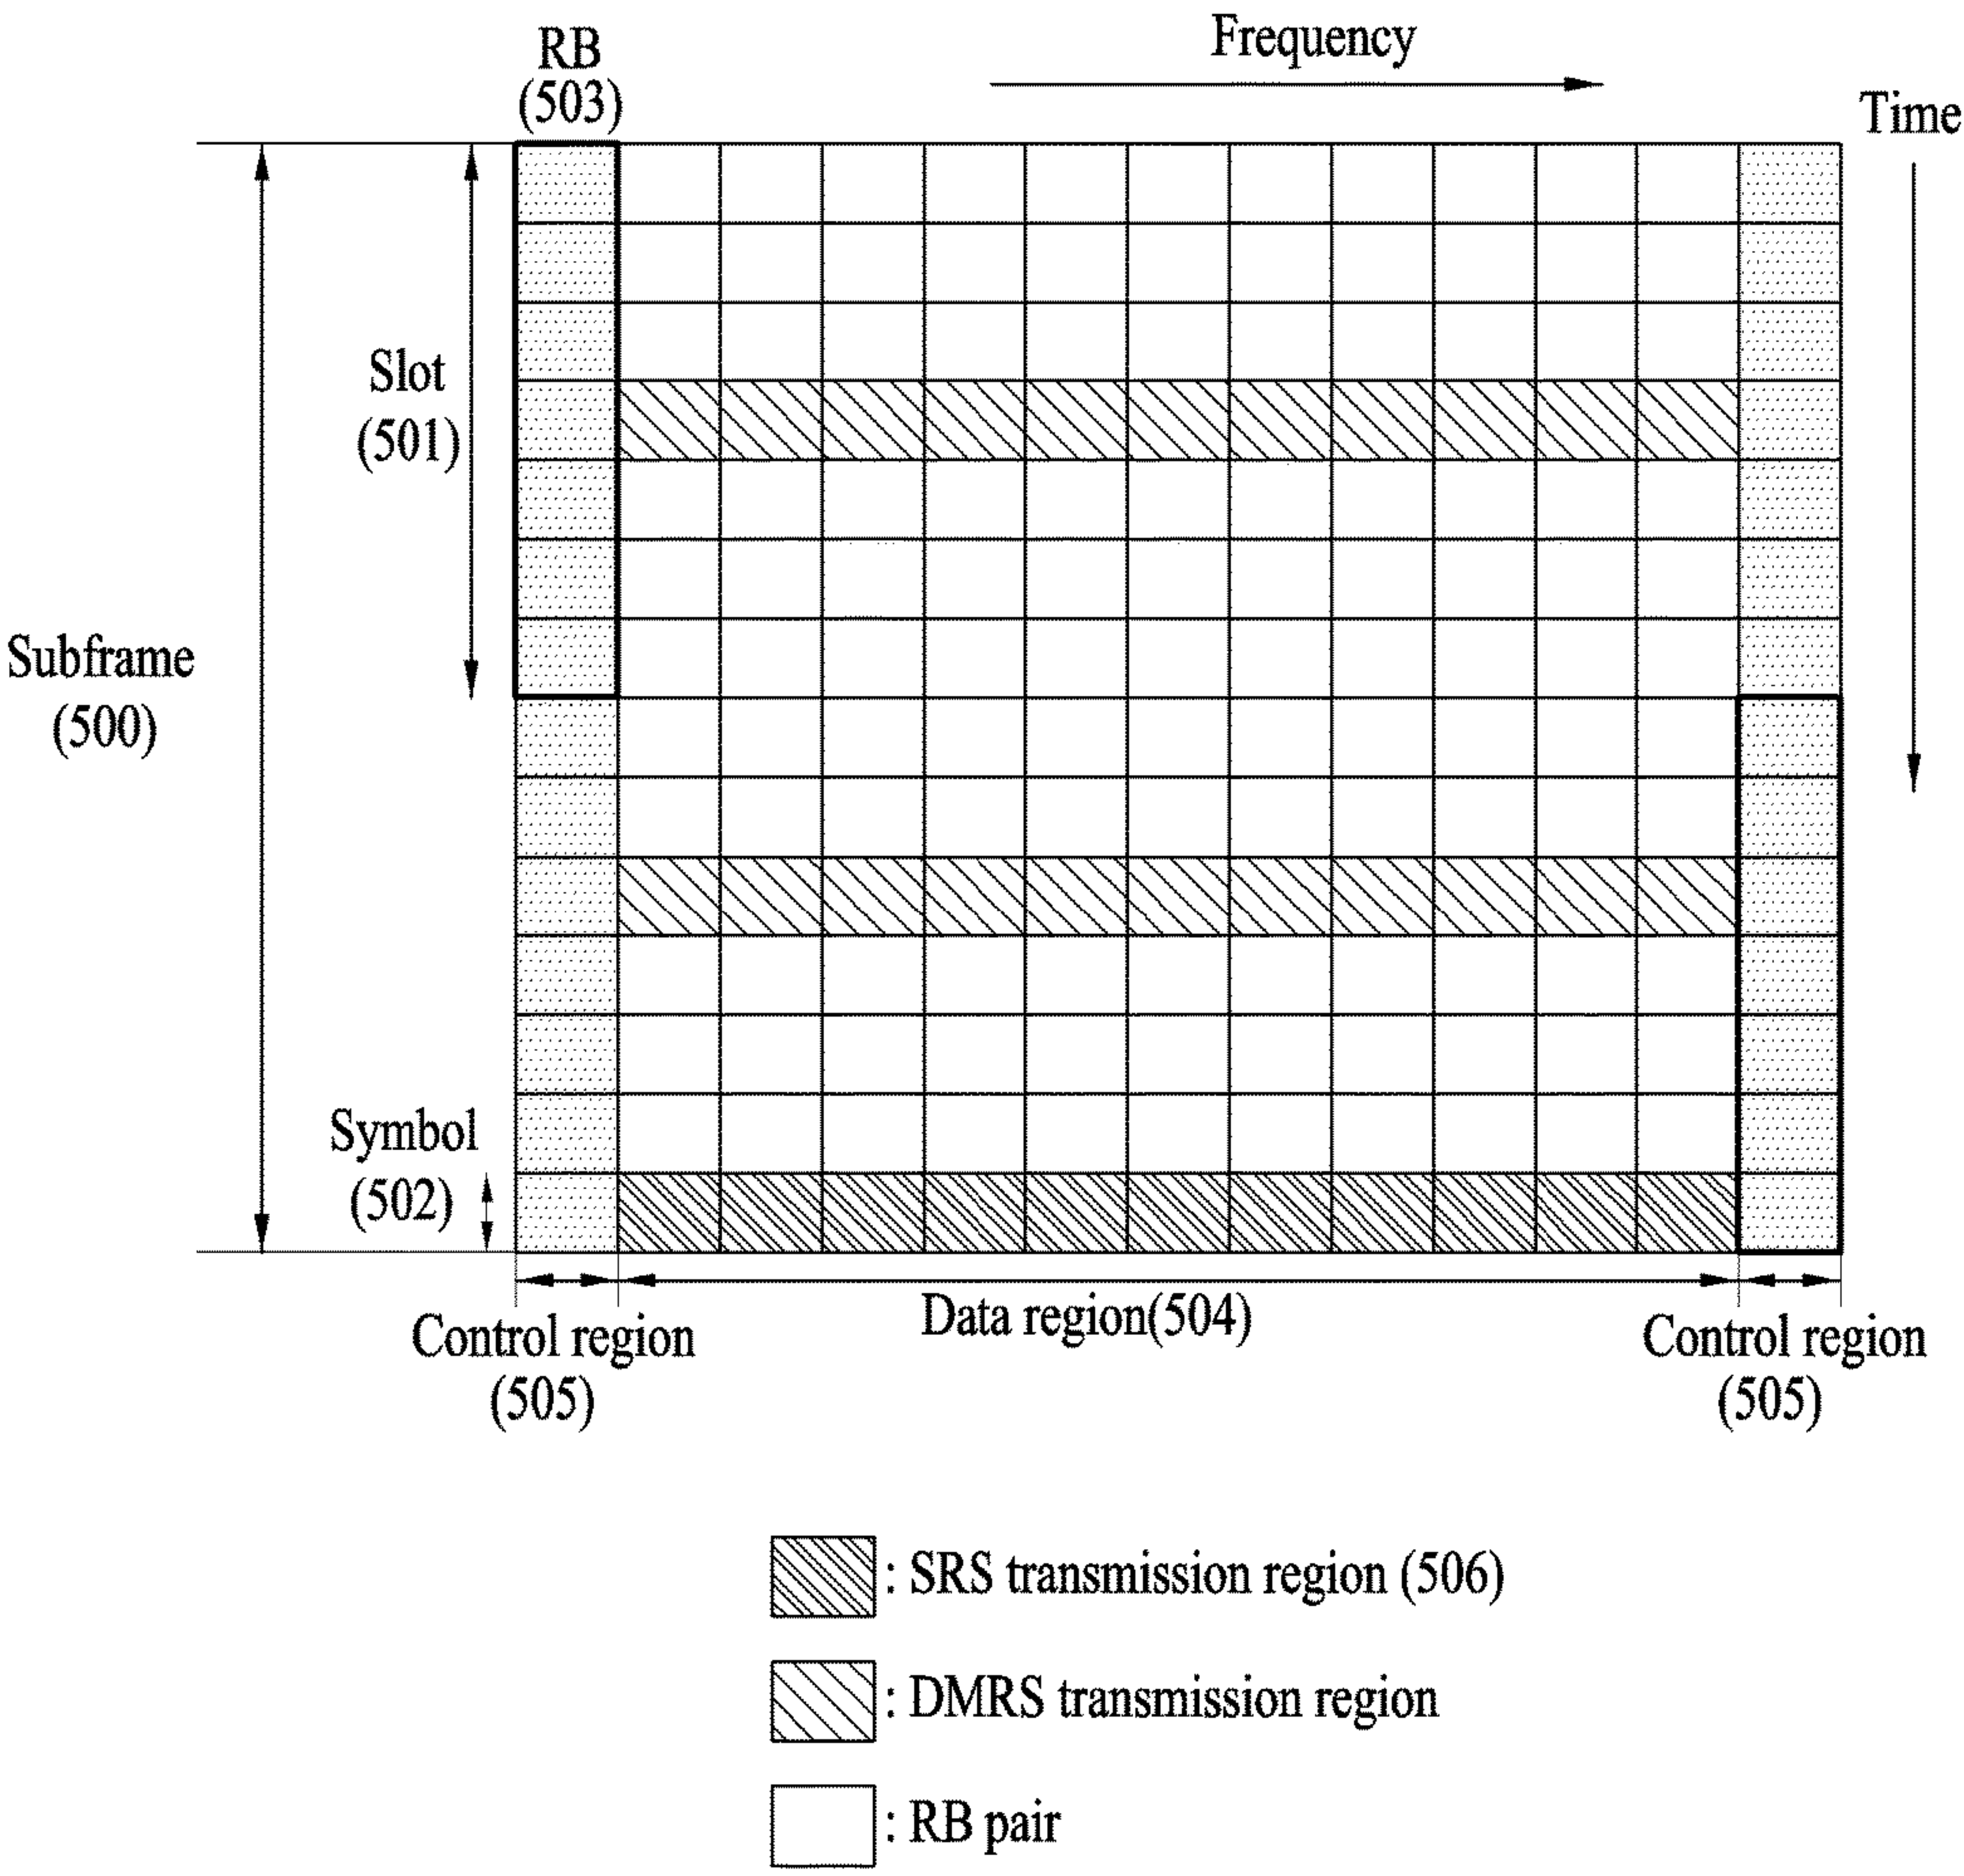 RB
(503)
Frequency
Time
Slot
(501)
Subframe
(500)
Symbol
(502)
Control region
(505)
Data region(504)
Control region
(505)
: SRS transmission region (506)
: DMRS transmission region
: RB pair